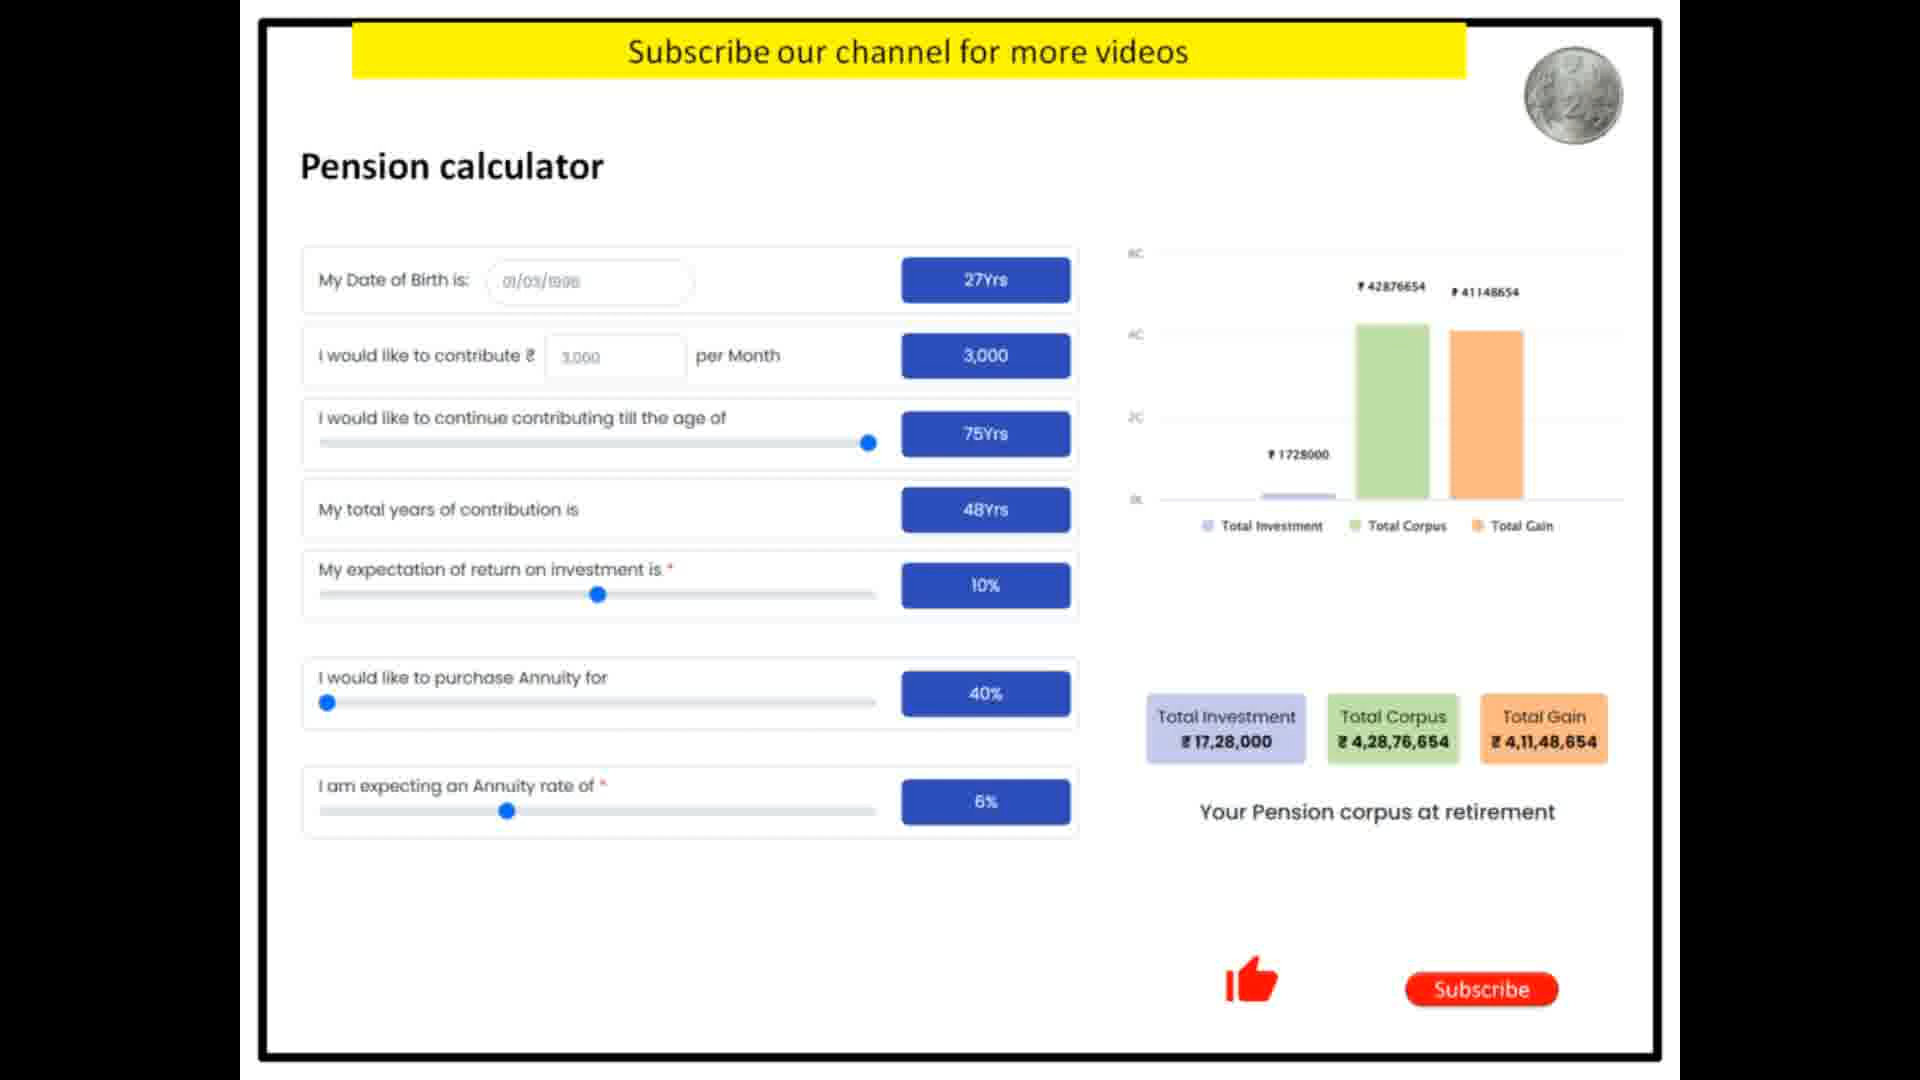 Subscribe our channel for more videos
Pension calculator
My Date of Birth is:
27Yrs
I would like to contribute ₹ 3,000 per Month
3,000
I would like to continue contributing till the age of
75Yrs
My total years of contribution is
48Yrs
My expectation of return on investment is *
10%
I would like to purchase Annuity for
40%
I am expecting an Annuity rate of *
6%
₹ 42876654
₹ 41148654
4C
2C
₹ 1728000
Total Investment
Total Corpus
Total Gain
Total Investment
₹ 17,28,000
Total Corpus
₹ 4,28,76,654
Total Gain
₹ 4,11,48,654
Your Pension corpus at retirement
Subscribe